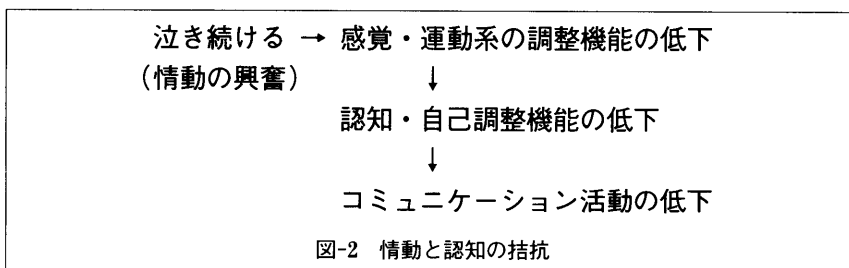 泣き続ける → 感覚・運動系の調整機能の低下
(情動の興奮) ↓
認知・自己調整機能の低下
↓
コミュニケーション活動の低下
図-2 情動と認知の拮抗